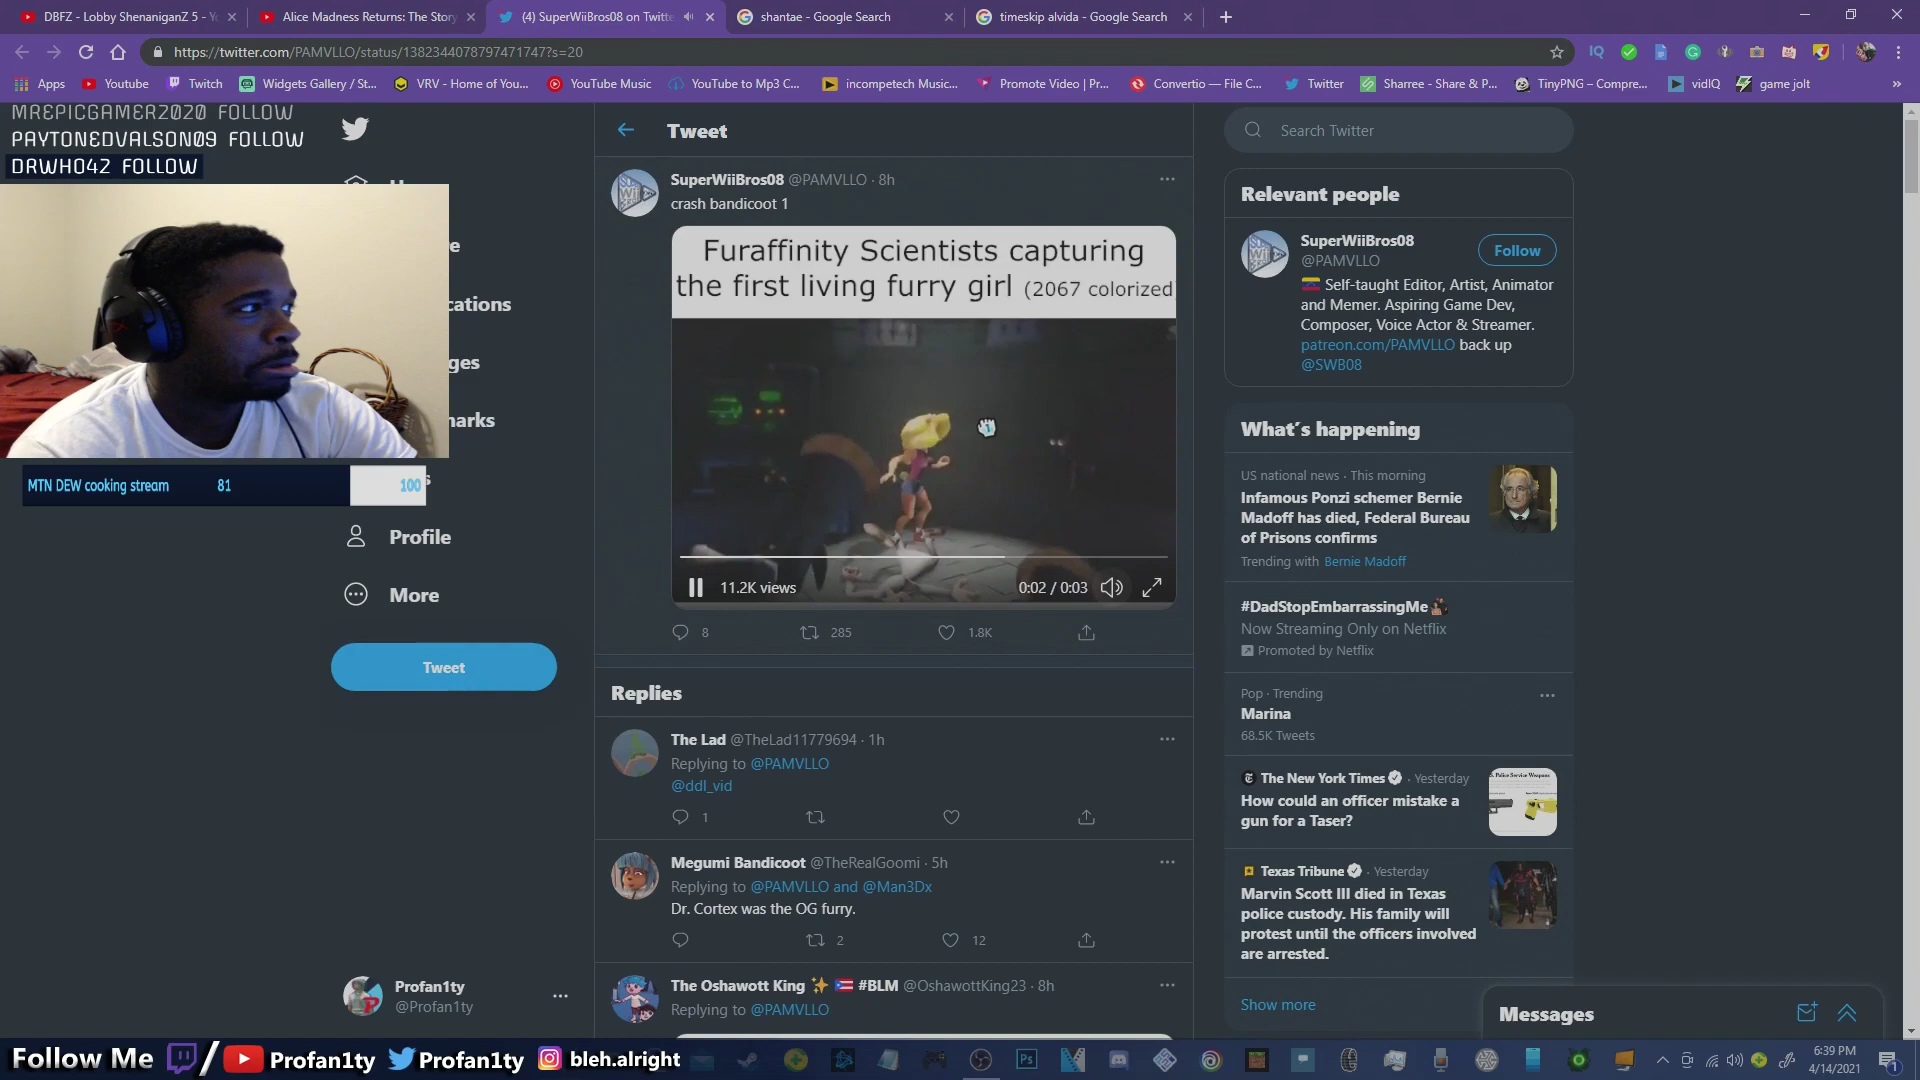 DBFZ - Lobby ShenaniganZ 5 - Y
Alice Madness Returns: The Story
(4) SuperWiiBros08 on Twitte
shantae - Google Search
timeskip alvida - Google Search
https://twitter.com/PAMVLLO/status/1382344078797471747?s=20
Apps
Youtube
Twitch
Widgets Gallery / St...
VRV - Home of You...
YouTube Music
YouTube to Mp3 C...
incompetech Music...
Promote Video | Pr...
Convertio — File C...
Twitter
Sharree - Share & P...
TinyPNG – Compre...
vidIQ
game jolt
MREPICGAMER2020 FOLLOW
PAYTONEDVALSON09 FOLLOW
DRWHO42 FOLLOW
cations
ges
narks
MTN DEW cooking stream 81 100
Profile
More
Tweet
Profan1ty
@Profan1ty
Tweet
SuperWiiBros08 @PAMVLLO · 8h
crash bandicoot 1
Furaffinity Scientists capturing
the first living furry girl (2067 colorized
11.2K views 0:02 / 0:03
8 285 1.8K
Replies
The Lad @TheLad11779694 · 1h
Replying to @PAMVLLO
@ddl_vid
1
Megumi Bandicoot @TheRealGoomi · 5h
Replying to @PAMVLLO and @Man3Dx
Dr. Cortex was the OG furry.
2 12
The Oshawott King ✨ 🇵🇷 #BLM @OshawottKing23 · 8h
Replying to @PAMVLLO
Search Twitter
Relevant people
SuperWiiBros08
@PAMVLLO
Follow
🇻🇪 Self-taught Editor, Artist, Animator
and Memer. Aspiring Game Dev,
Composer, Voice Actor & Streamer.
patreon.com/PAMVLLO back up
@SWB08
What's happening
US national news · This morning
Infamous Ponzi schemer Bernie
Madoff has died, Federal Bureau
of Prisons confirms
Trending with Bernie Madoff
#DadStopEmbarrassingMe
Now Streaming Only on Netflix
Promoted by Netflix
Pop · Trending
Marina
68.5K Tweets
The New York Times · Yesterday
How could an officer mistake a
gun for a Taser?
Texas Tribune · Yesterday
Marvin Scott III died in Texas
police custody. His family will
protest until the officers involved
are arrested.
Show more
Messages
Follow Me / Profan1ty Profan1ty bleh.alright
6:39 PM
4/14/2021